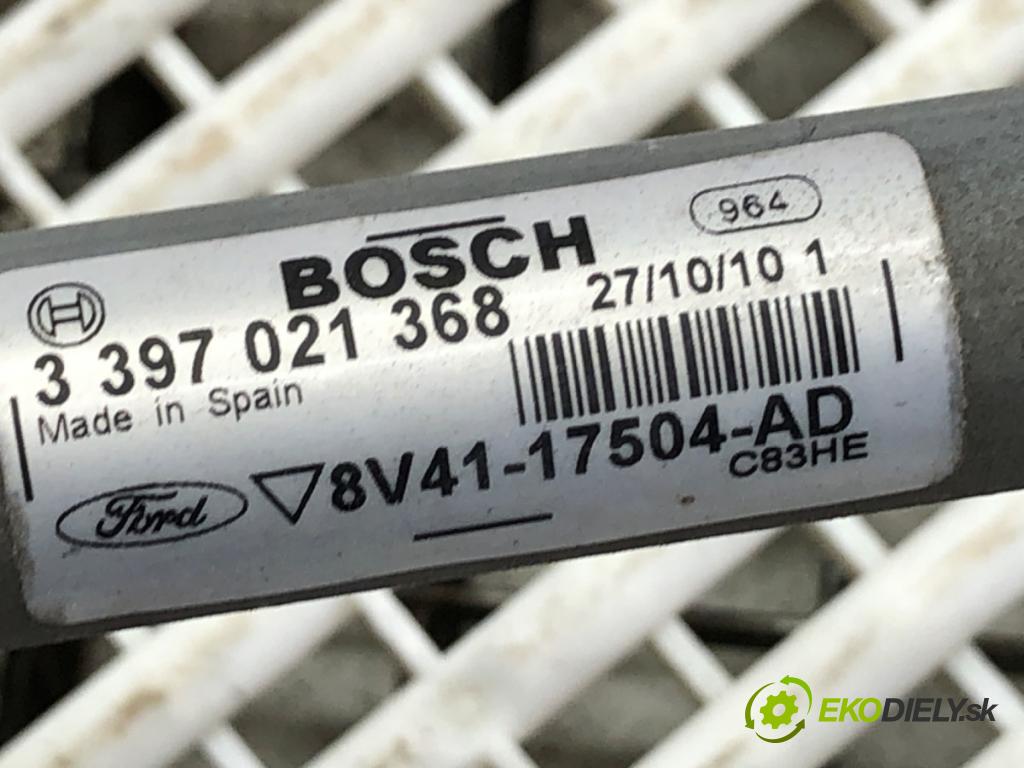 964
BOSCH
27/10/10 1
3 397 021 368
Made in Spain
Ford 8V41-17504-AD
C83HE
EKODIELY.sk